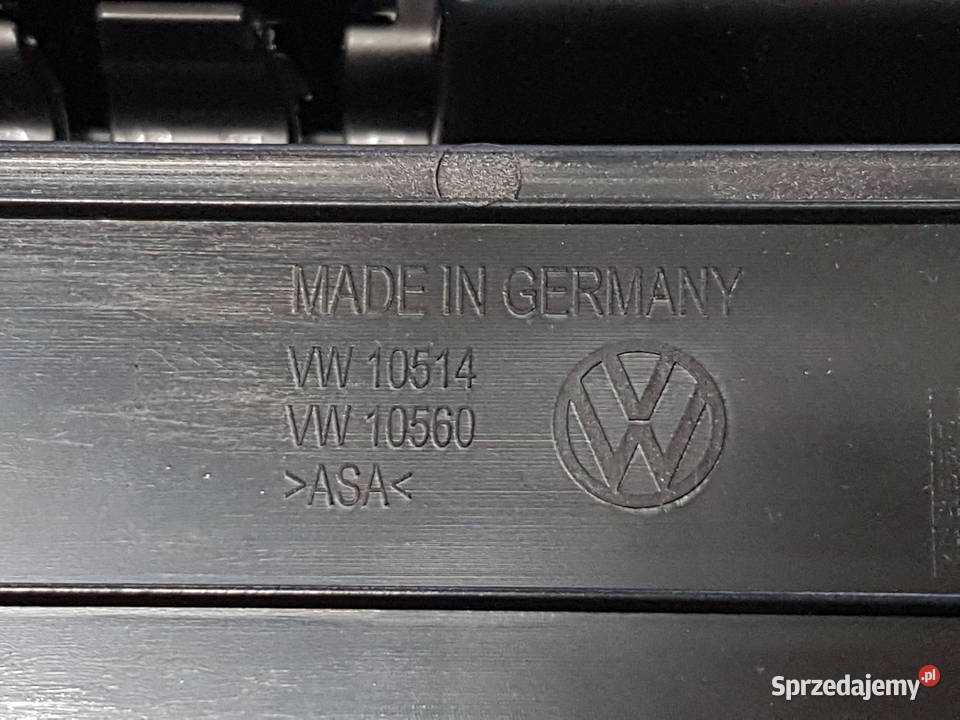 MADE IN GERMANY
VW 10514
VW 10560
>ASA<
Sprzedajemy.pl